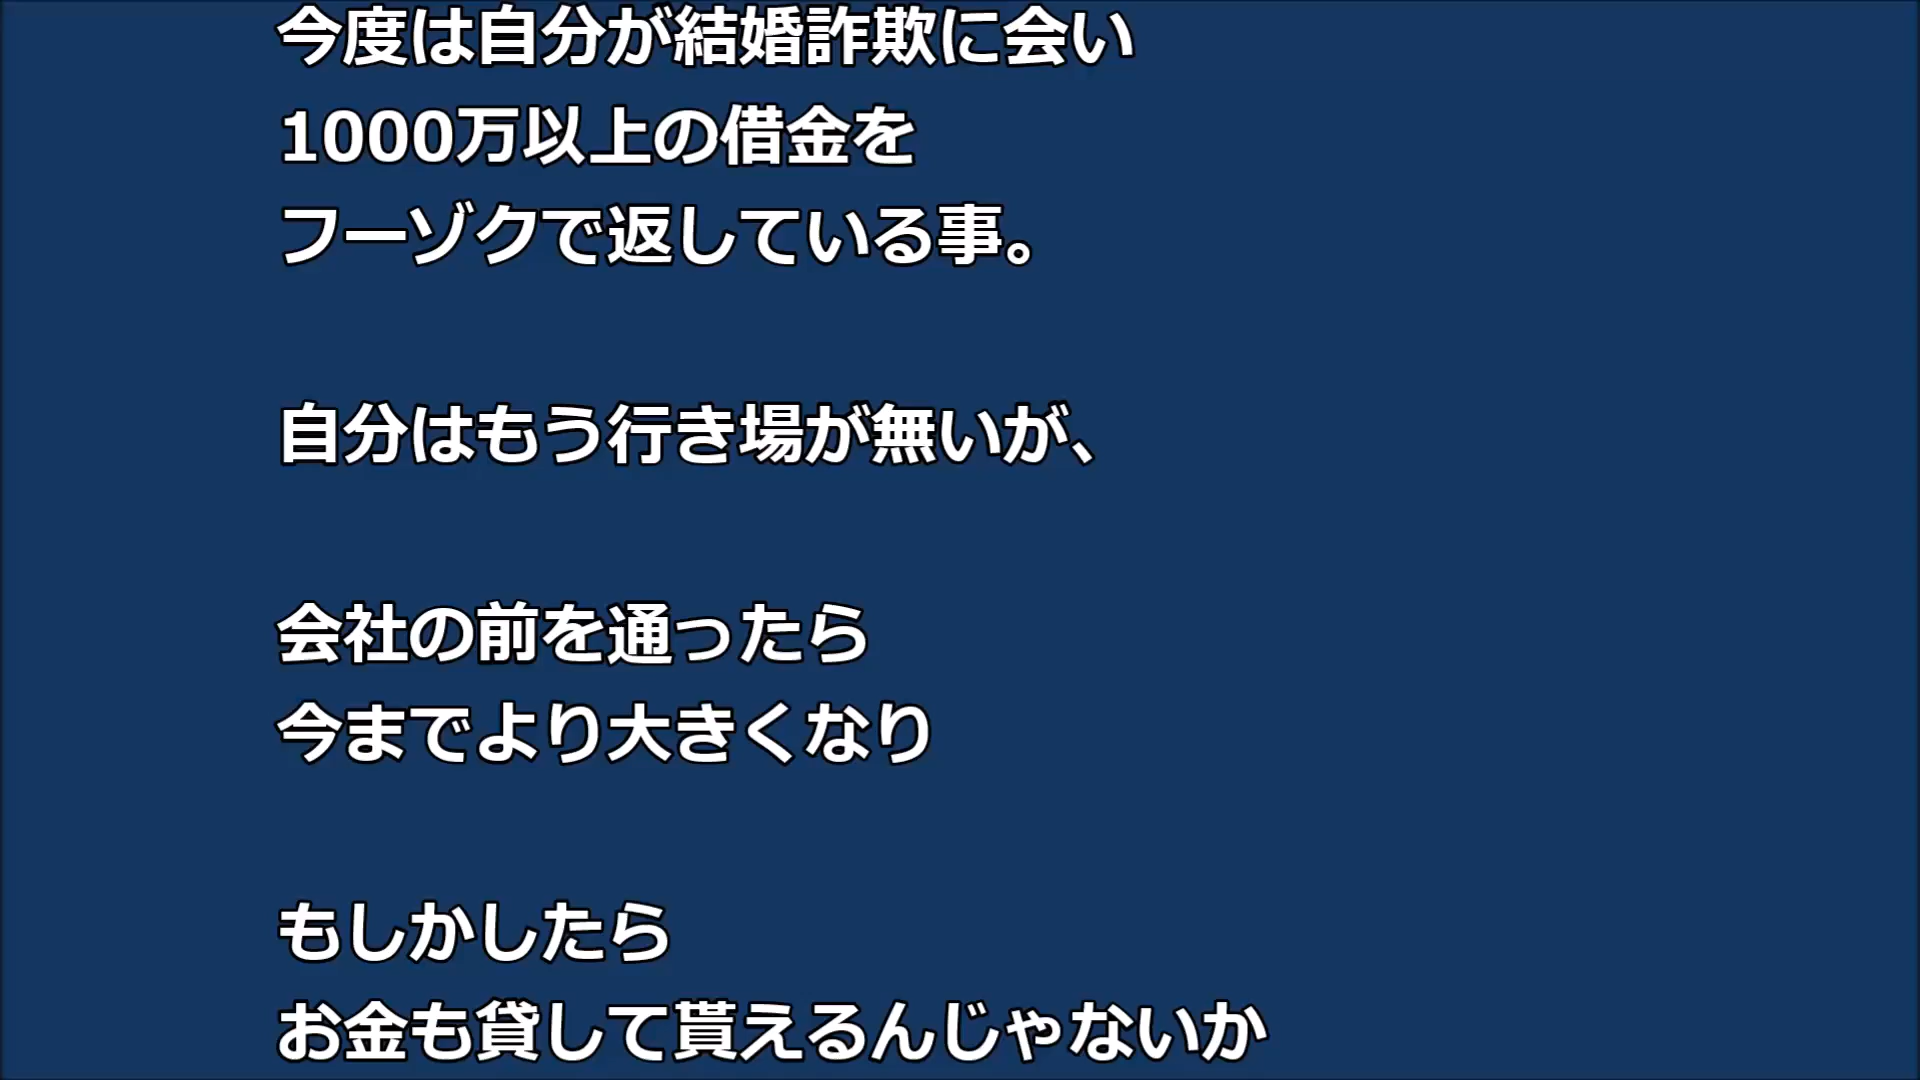 今度は自分が結婚詐欺に会い
1000万以上の借金を
フーゾクで返している事。
自分はもう行き場が無いが、
会社の前を通ったら
今までより大きくなり
もしかしたら
お金も貸して貰えるんじゃないか